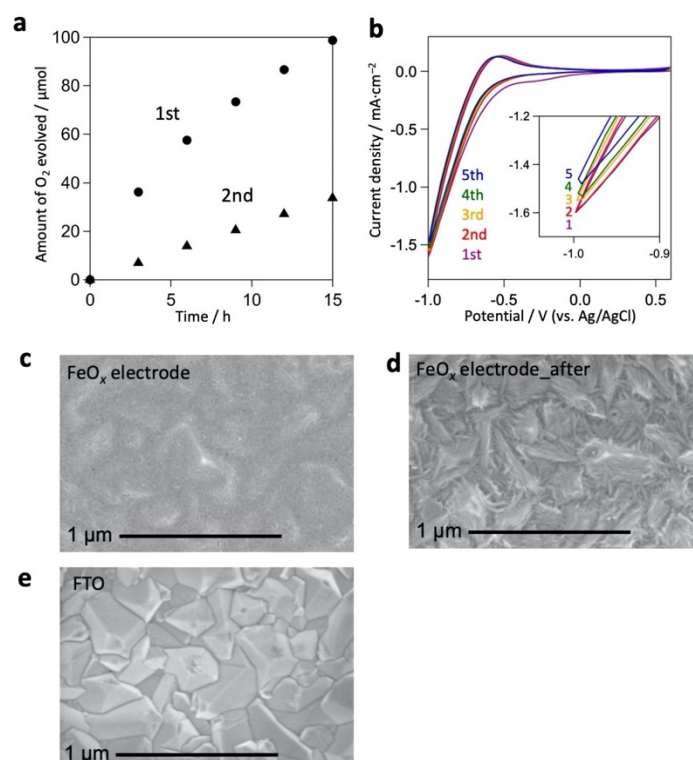 a
100
80
60
40
20
0
Amount of O₂ evolved / μmol
1st
2nd
0
5
10
15
Time / h
b
0.0
-0.5
-1.0
-1.5
Current density / mA·cm⁻²
5th
4th
3rd
2nd
1st
-1.2
-1.4
-1.6
5
4
3
2
1
-1.0
-0.9
-1.0
-0.5
0.0
0.5
Potential / V (vs. Ag/AgCl)
c
FeOₓ electrode
1 μm
d
FeOₓ electrode_after
1 μm
e
FTO
1 μm